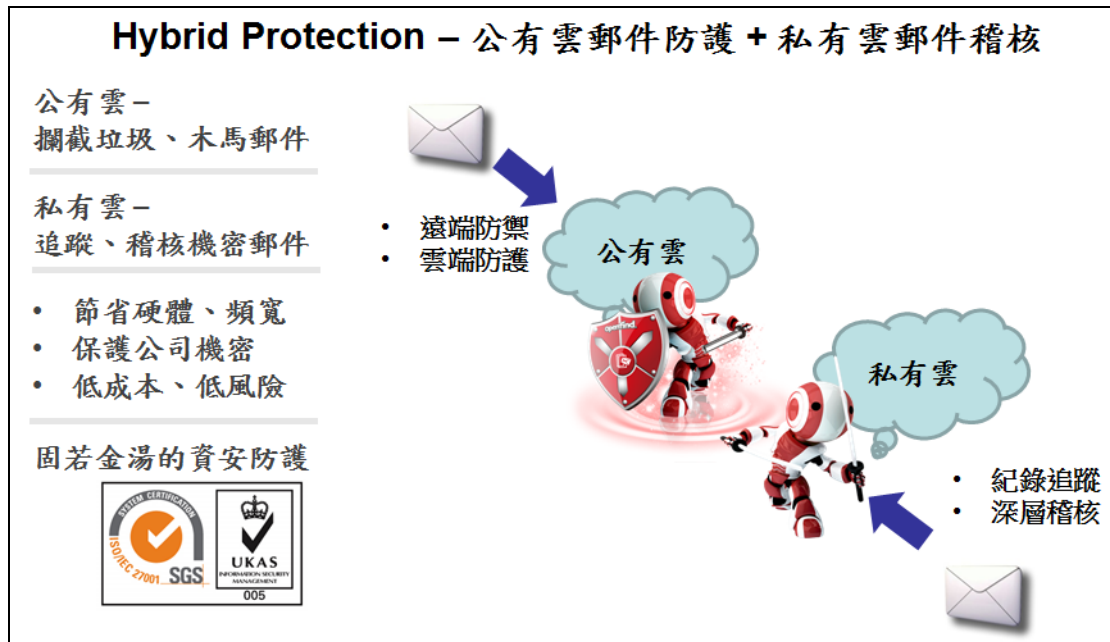 Hybrid Protection – 公有雲郵件防護 + 私有雲郵件稽核
公有雲 –
攔截垃圾、木馬郵件
私有雲 –
追蹤、稽核機密郵件
• 節省硬體、頻寬
• 保護公司機密
• 低成本、低風險
固若金湯的資安防護
SYSTEM CERTIFICATION
ISO/IEC 27001
SGS
UKAS
INFORMATION SECURITY
MANAGEMENT
005
• 遠端防禦
• 雲端防護
公有雲
openfind
私有雲
• 紀錄追蹤
• 深層稽核